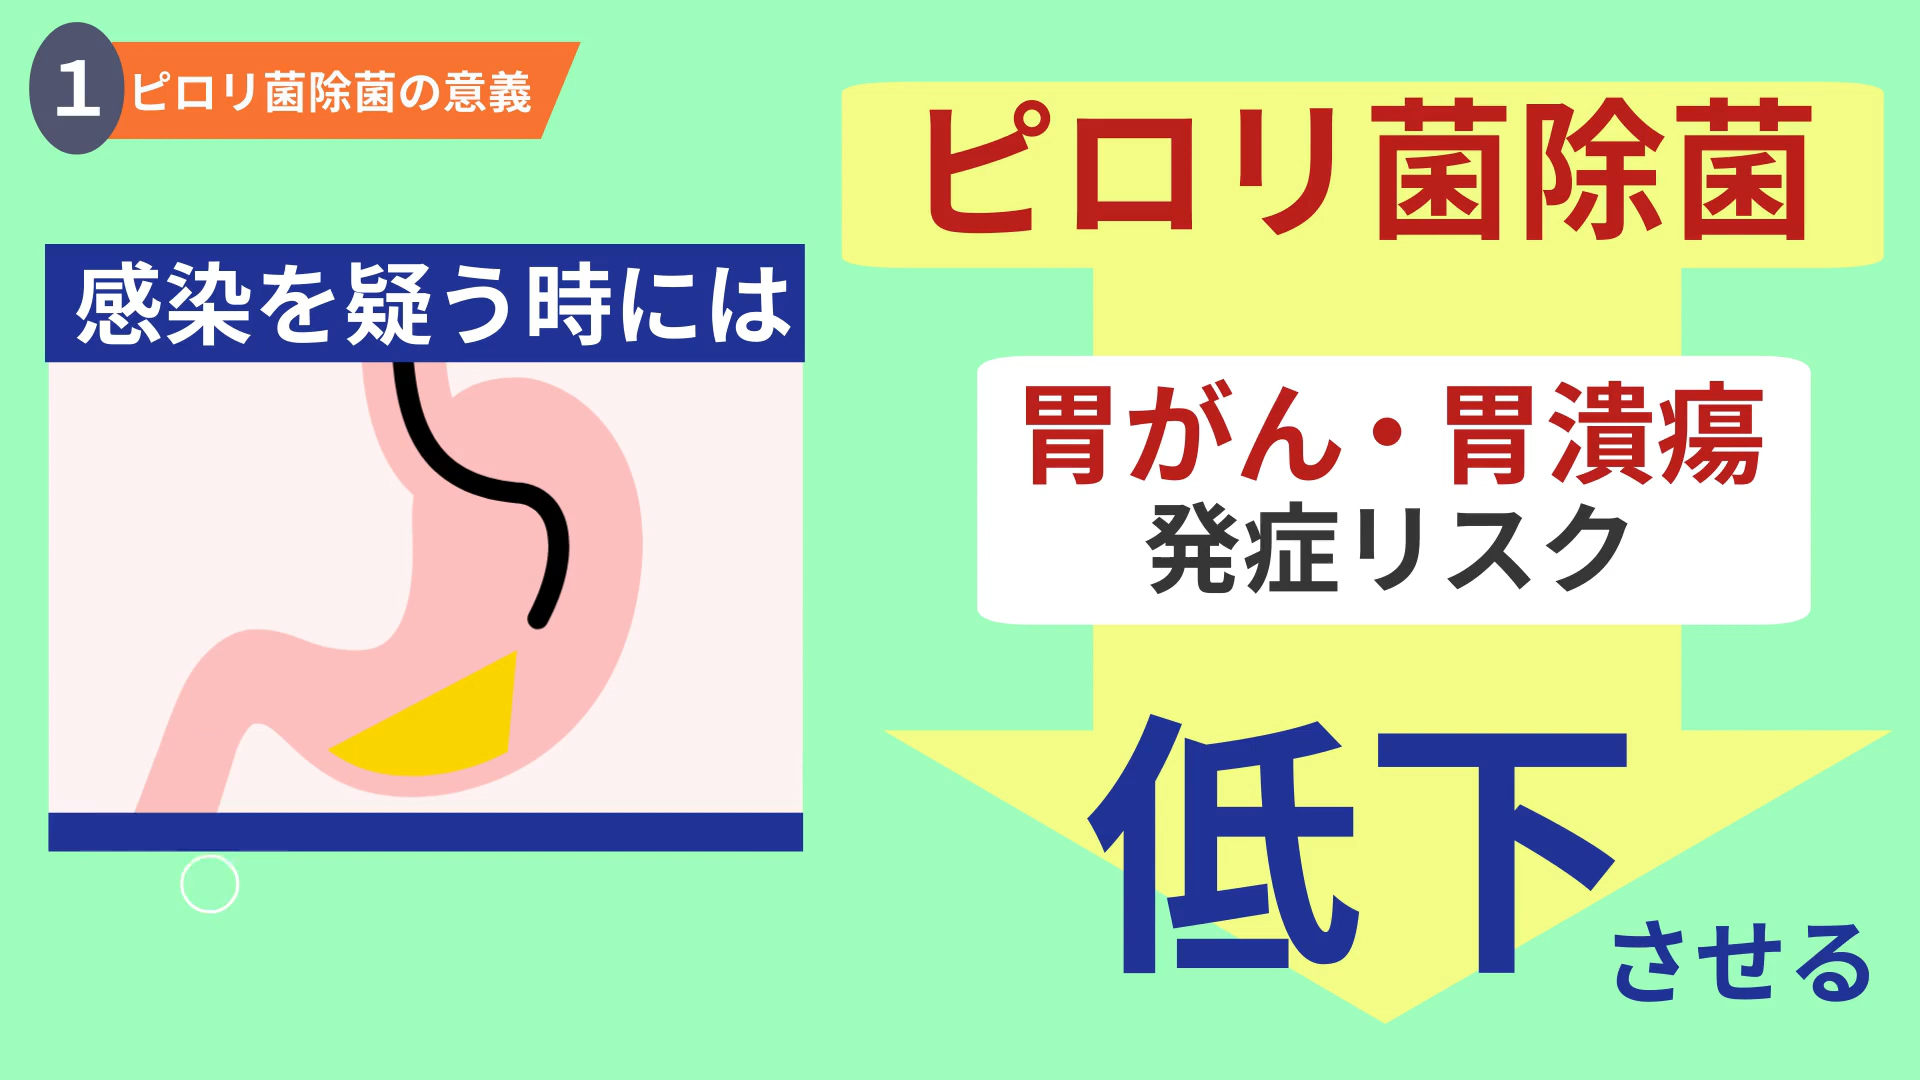 1 ピロリ菌除菌の意義
感染を疑う時には
ピロリ菌除菌
胃がん・胃潰瘍
発症リスク
低下させる